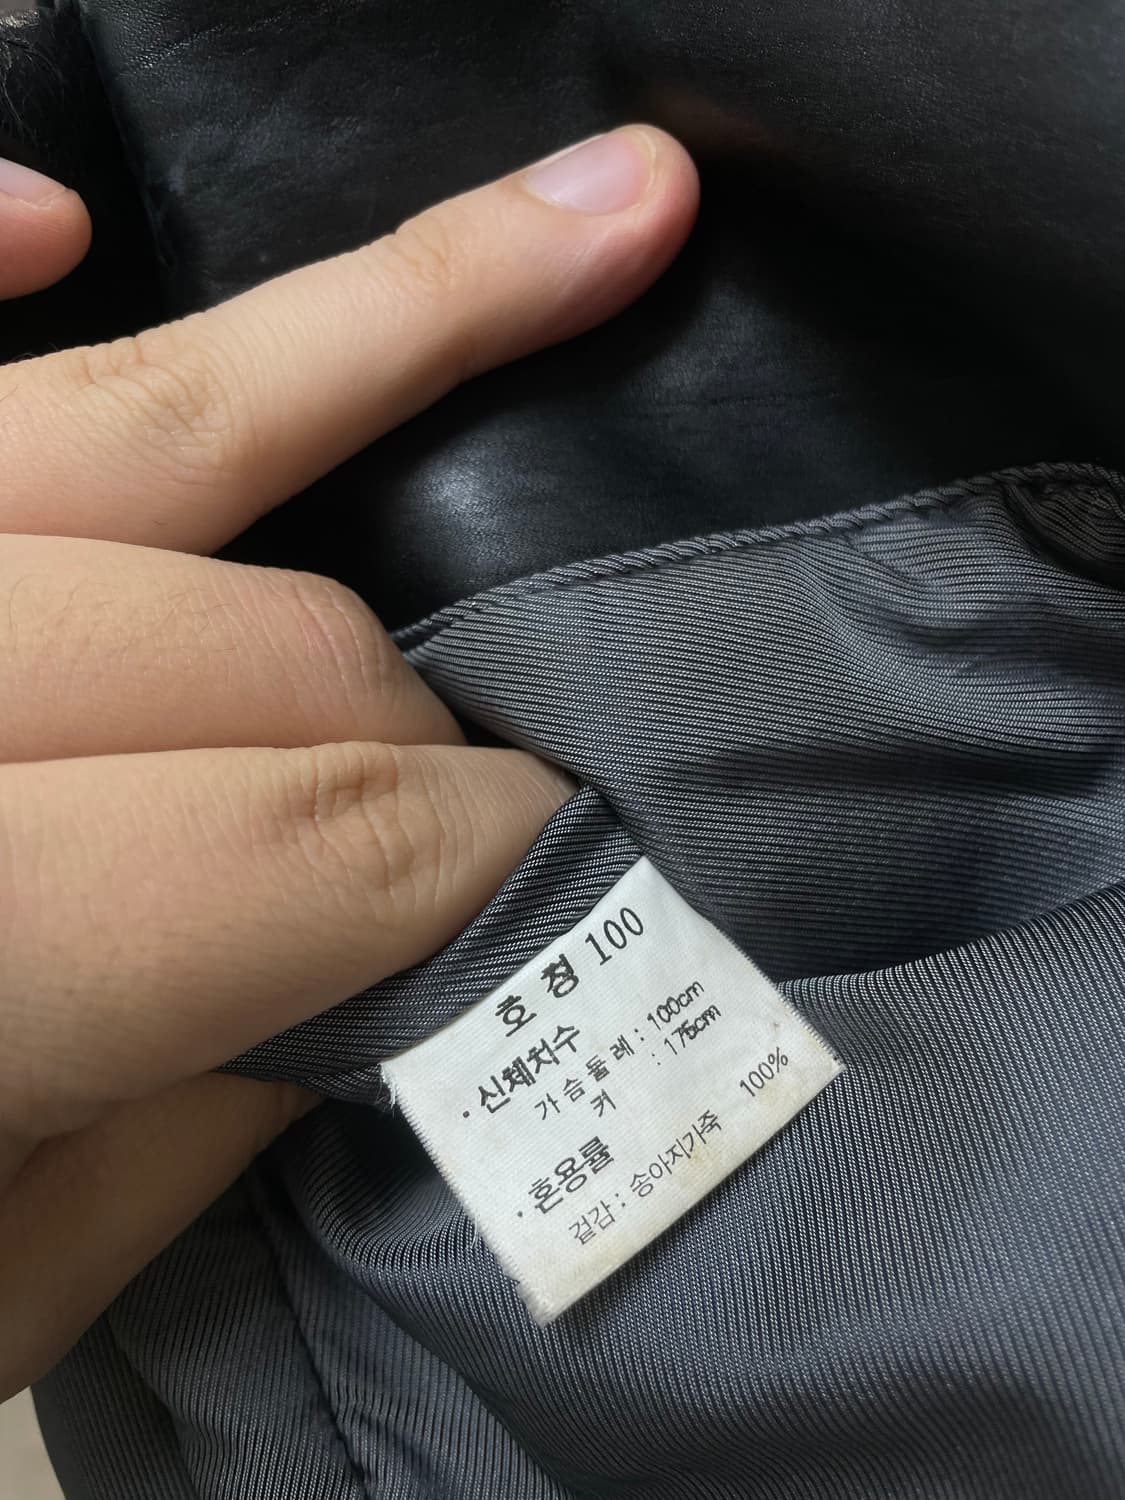 호 칭 100
· 신체치수
가 슴 둘 레 : 100cm
키 : 175cm
· 혼용률
겉감 : 송아지가죽 100%